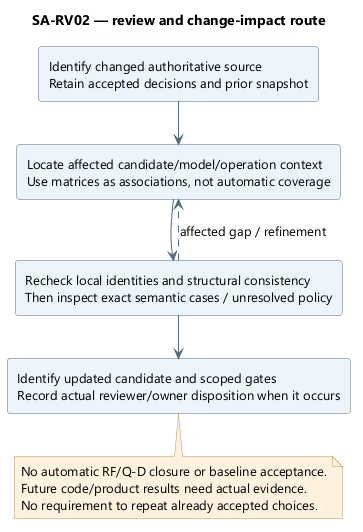 SA-RV02 — review and change-impact route
Identify changed authoritative source
Retain accepted decisions and prior snapshot
Locate affected candidate/model/operation context
Use matrices as associations, not automatic coverage
affected gap / refinement
Recheck local identities and structural consistency
Then inspect exact semantic cases / unresolved policy
Identify updated candidate and scoped gates
Record actual reviewer/owner disposition when it occurs
No automatic RF/Q-D closure or baseline acceptance.
Future code/product results need actual evidence.
No requirement to repeat already accepted choices.